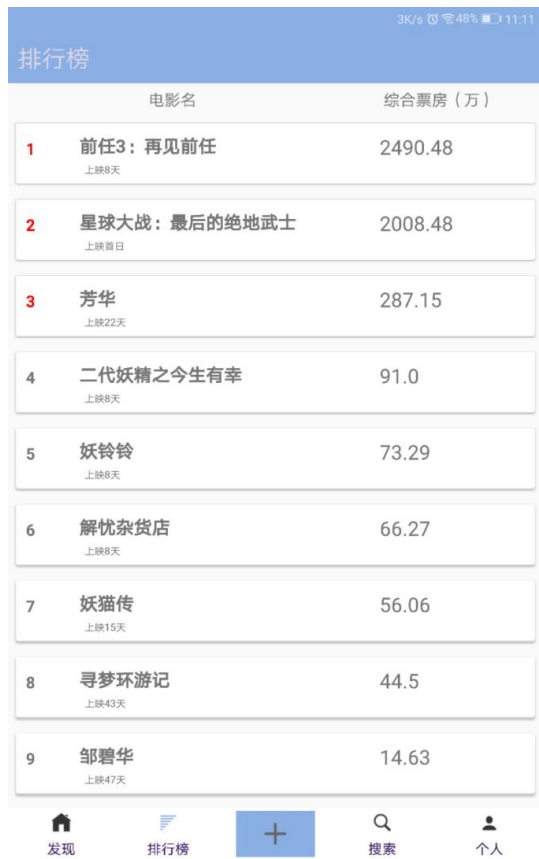 3K/s 48% 11:11
排行榜
电影名 综合票房（万）
1 前任3：再见前任 2490.48
上映8天
2 星球大战：最后的绝地武士 2008.48
上映首日
3 芳华 287.15
上映22天
4 二代妖精之今生有幸 91.0
上映8天
5 妖铃铃 73.29
上映8天
6 解忧杂货店 66.27
上映8天
7 妖猫传 56.06
上映15天
8 寻梦环游记 44.5
上映43天
9 邹碧华 14.63
上映47天
发现 排行榜 + 搜索 个人